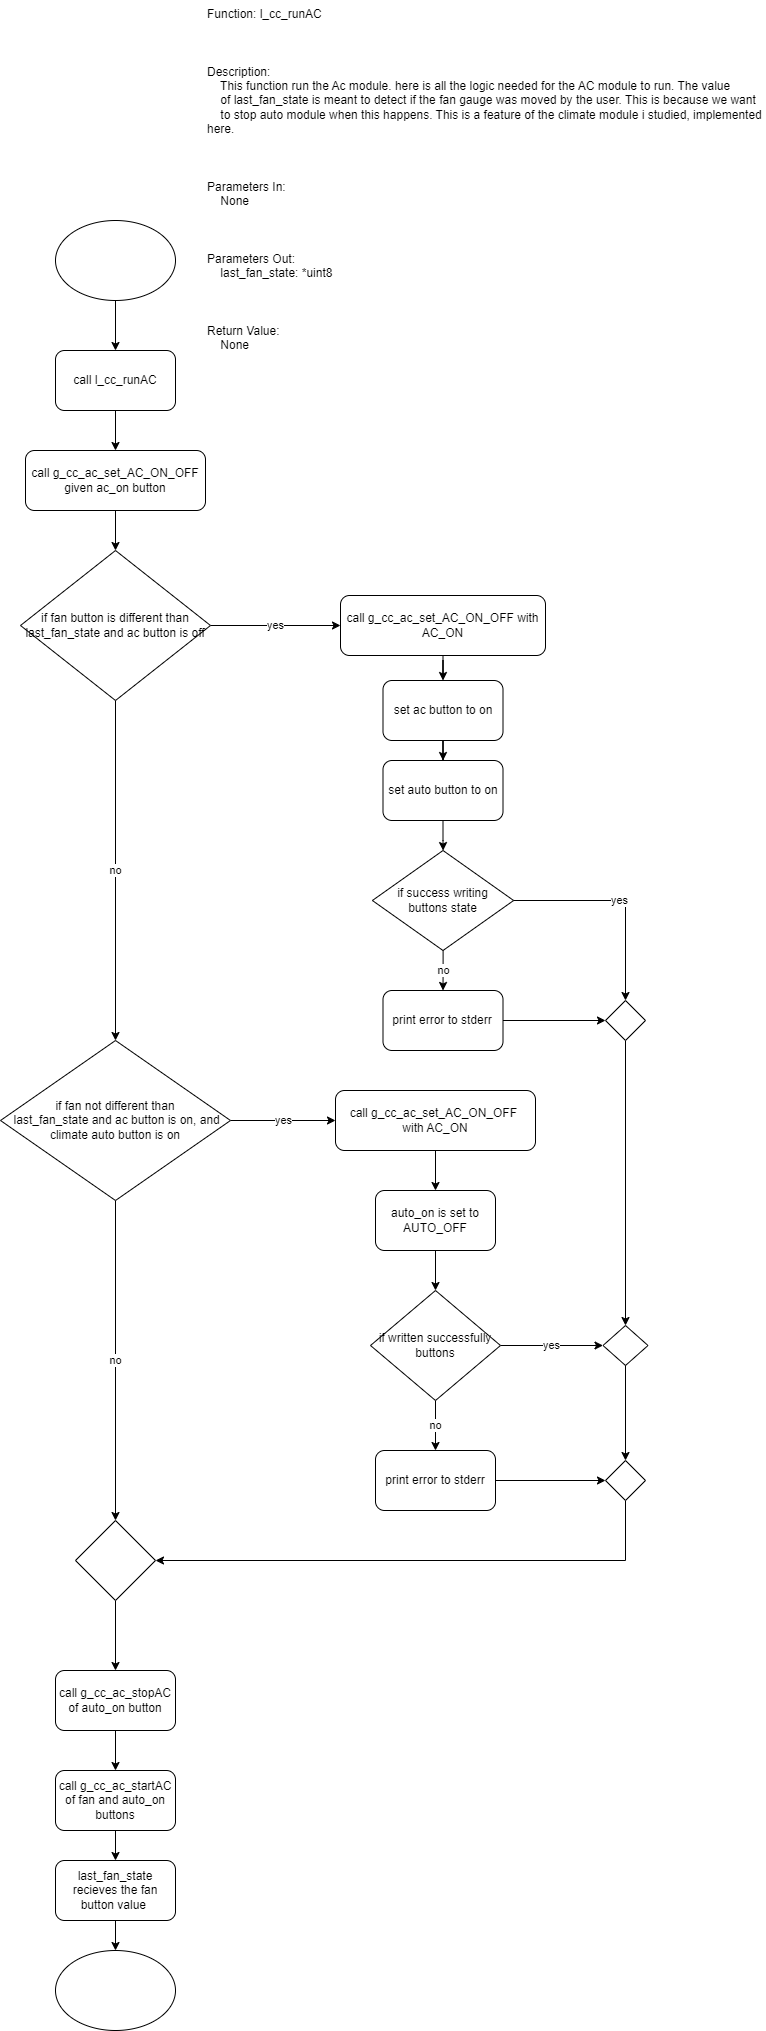 Function: l_cc_runAC
Description:
This function run the Ac module. here is all the logic needed for the AC module to run. The value
of last_fan_state is meant to detect if the fan gauge was moved by the user. This is because we want
to stop auto module when this happens. This is a feature of the climate module i studied, implemented
here.
Parameters In:
None
Parameters Out:
last_fan_state: *uint8
Return Value:
None
call l_cc_runAC
call g_cc_ac_set_AC_ON_OFF
given ac_on button
if fan button is different than
last_fan_state and ac button is off
yes
call g_cc_ac_set_AC_ON_OFF with
AC_ON
set ac button to on
set auto button to on
no
if success writing
buttons state
yes
no
print error to stderr
if fan not different than
last_fan_state and ac button is on, and
climate auto button is on
yes
call g_cc_ac_set_AC_ON_OFF
with AC_ON
auto_on is set to
AUTO_OFF
if written successfully
buttons
yes
no
no
print error to stderr
call g_cc_ac_stopAC
of auto_on button
call g_cc_ac_startAC
of fan and auto_on
buttons
last_fan_state
recieves the fan
button value